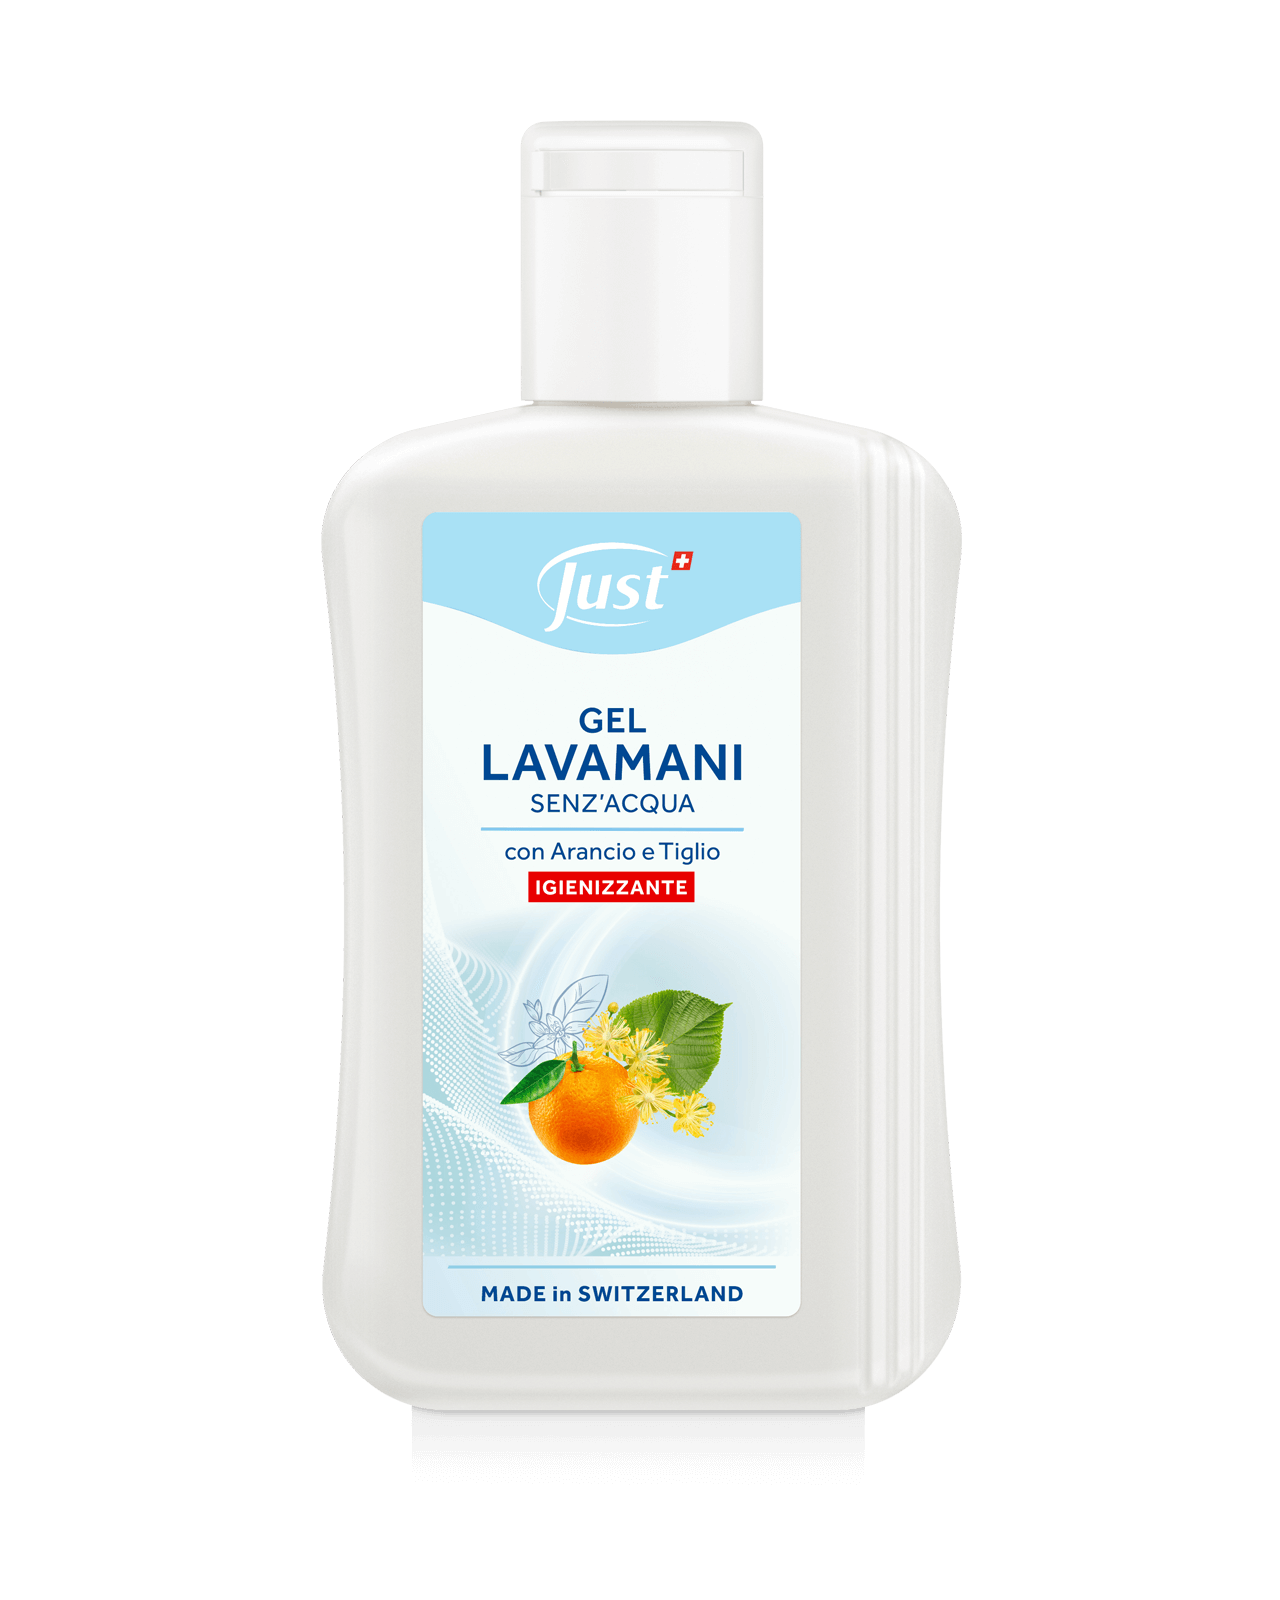 Just
GEL
LAVAMANI
SENZ'ACQUA
con Arancio e Tiglio
IGIENIZZANTE
MADE in SWITZERLAND